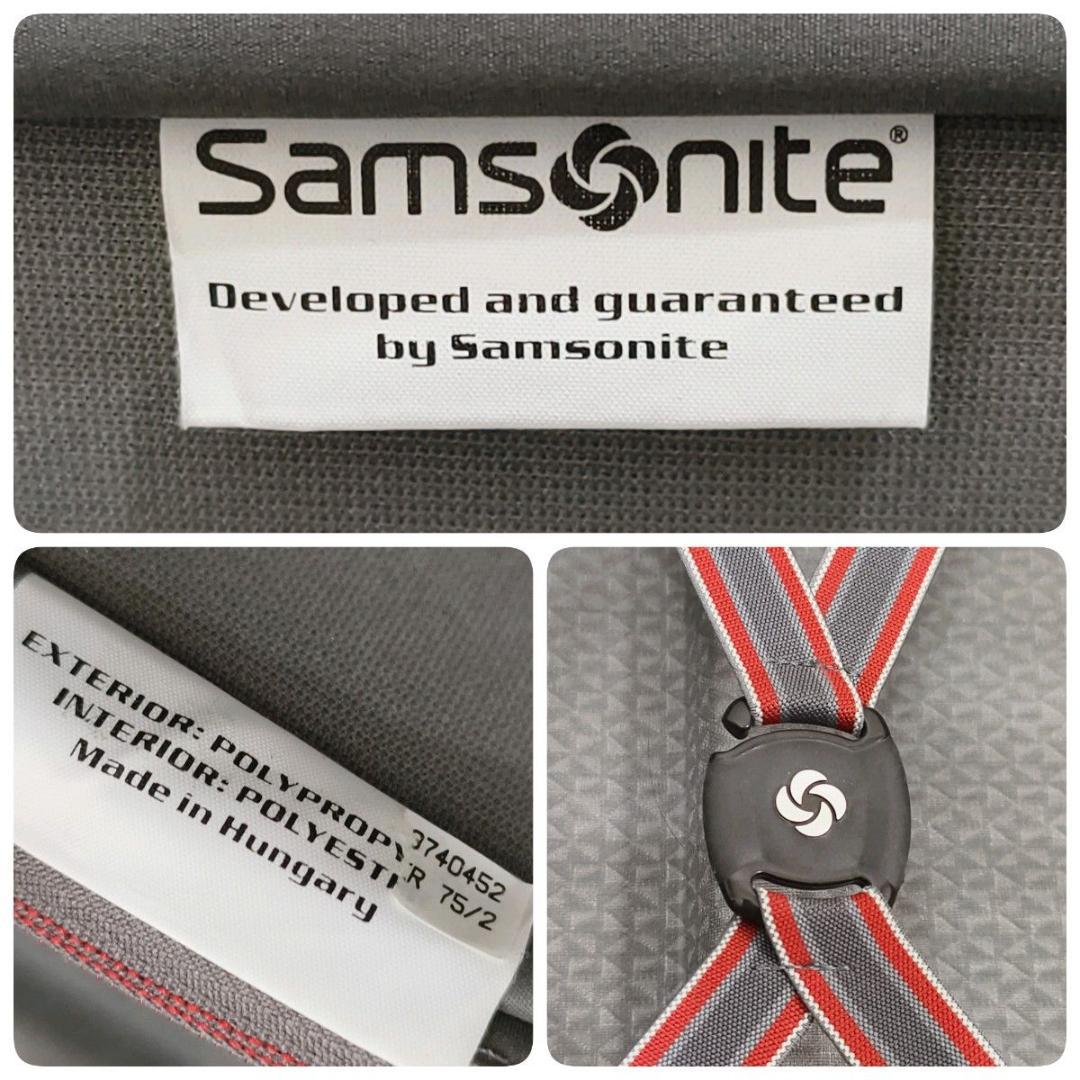 Samsonite®
Developed and guaranteed
by Samsonite
EXTERIOR: POLYPROPY
INTERIOR: POLYEST
Made in Hungary
3740452
R 75/2